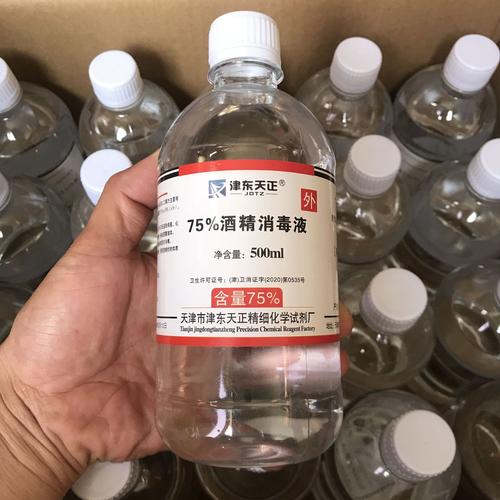 津东天正®
JDTZ
外
75%酒精消毒液
净含量：500ml
卫生许可证号：(津)卫消证字(2020)第0535号
含量75%
天津市津东天正精细化学试剂厂
Tianjin jingdongtianzheng Precision Chemical Reagent Factory